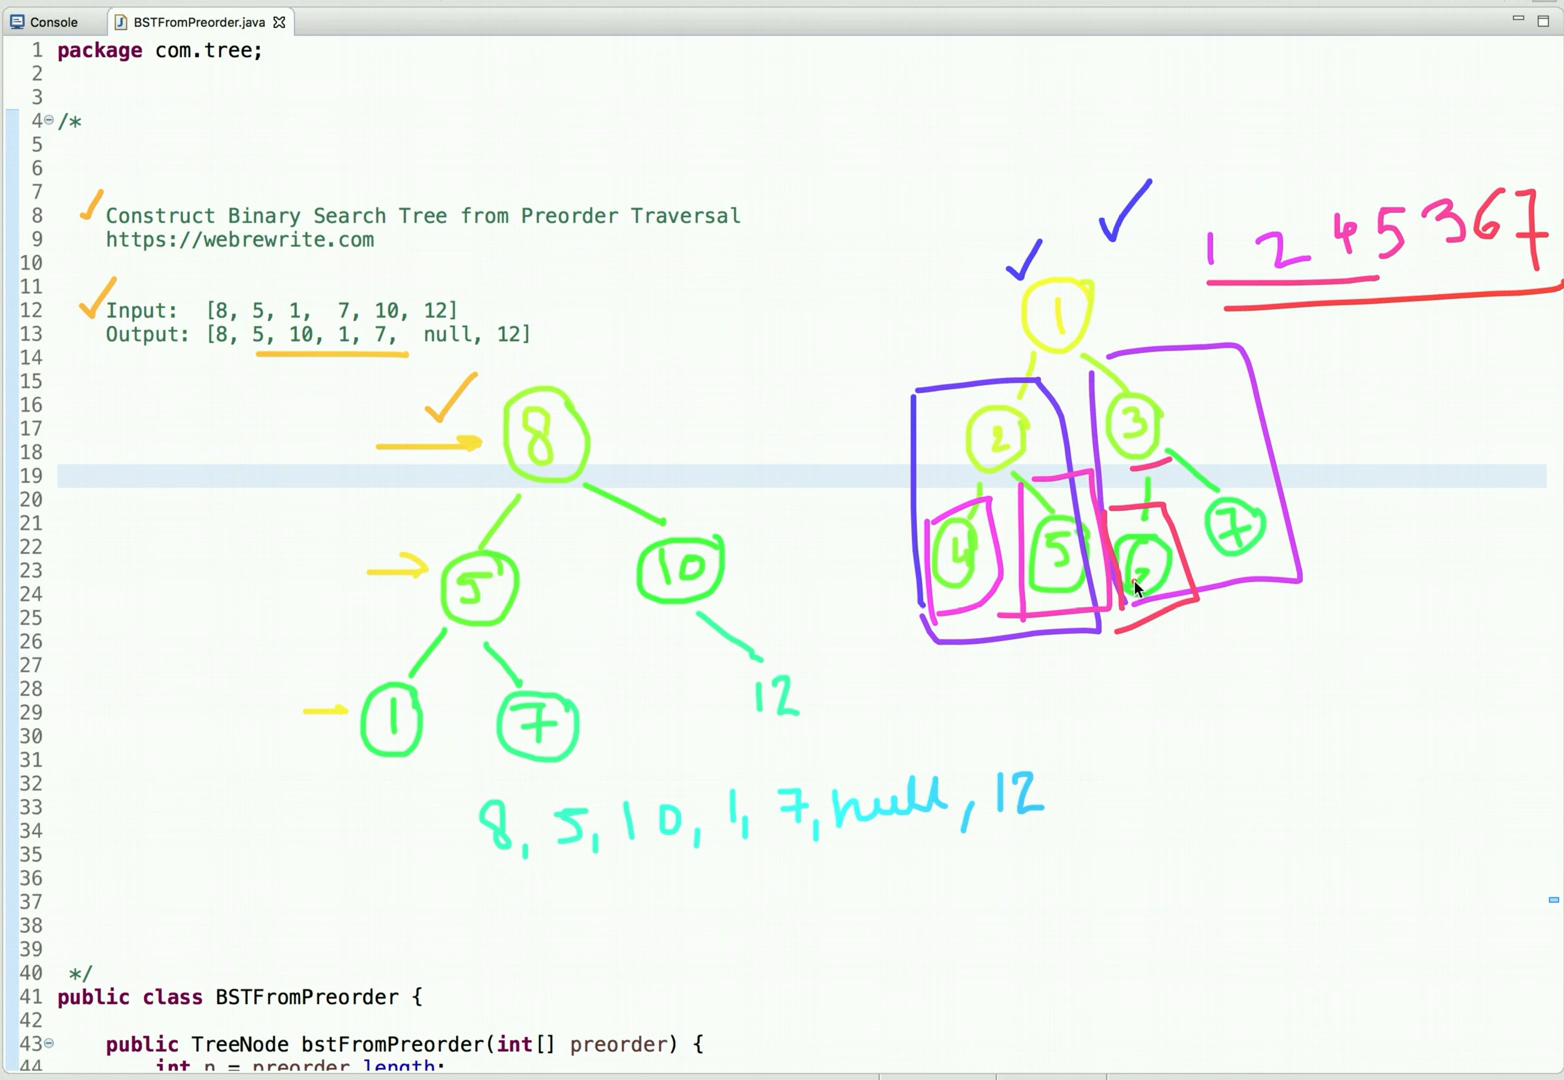 Console
BSTFromPreorder.java
1 package com.tree;
2
3
4 /*
5
6
7
8 Construct Binary Search Tree from Preorder Traversal
9 https://webrewrite.com
10
11
12 Input: [8, 5, 1, 7, 10, 12]
13 Output: [8, 5, 10, 1, 7, null, 12]
14
15
16
17
18
19
20
21
22
23
24
25
26
27
28
29
30
31
32
33
34
35
36
37
38
39
40 */
41 public class BSTFromPreorder {
42
43 public TreeNode bstFromPreorder(int[] preorder) {
44 int n = preorder.length;
8
5 10
1 7 12
8, 5, 10, 1, 7, null, 12
1 2 4 5 3 6 7
1
2 3
4 5 7